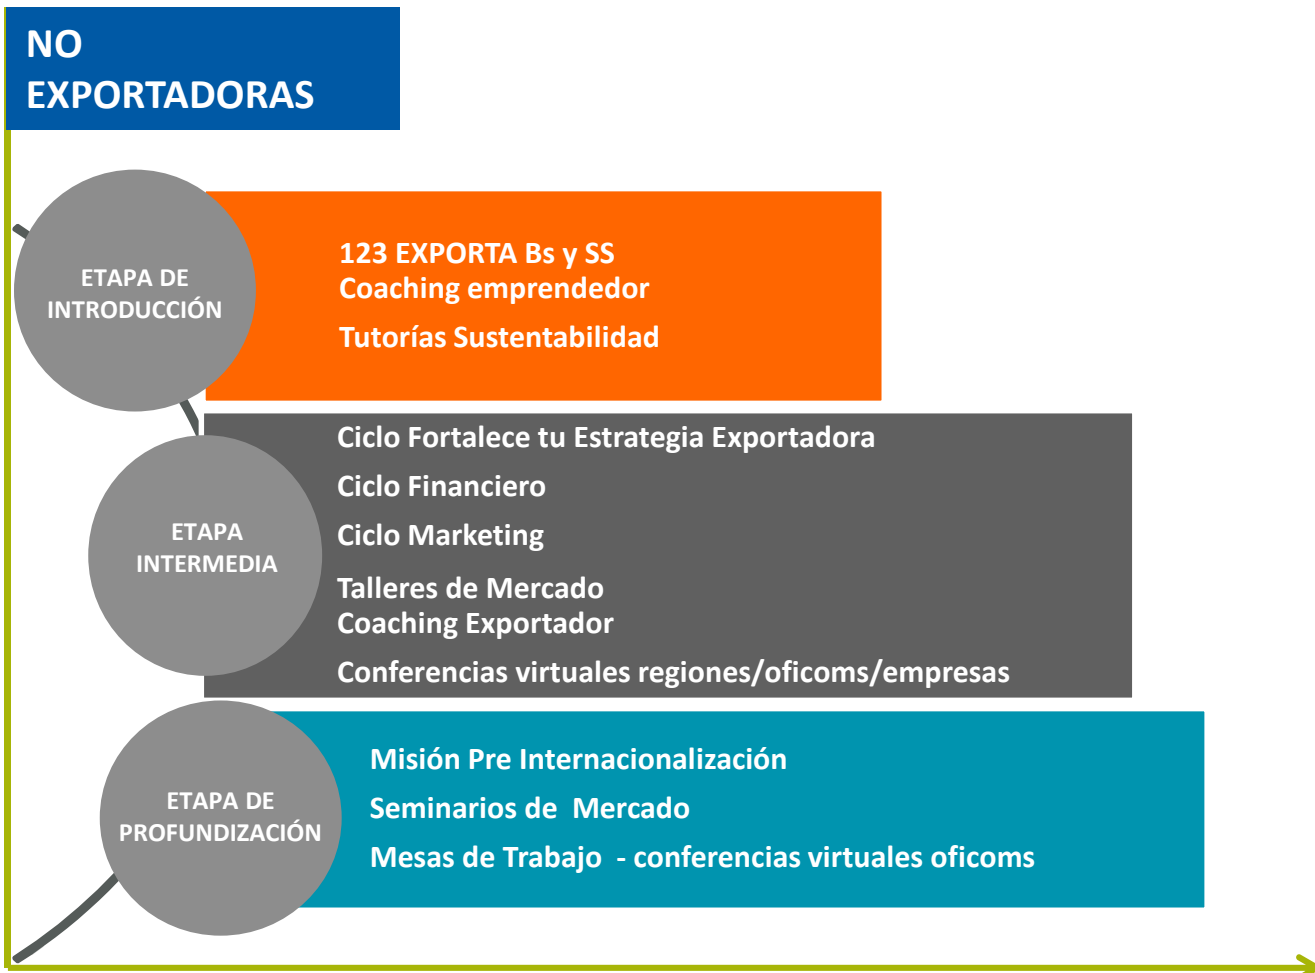 NO
EXPORTADORAS
ETAPA DE
INTRODUCCIÓN
123 EXPORTA Bs y SS
Coaching emprendedor
Tutorías Sustentabilidad
ETAPA
INTERMEDIA
Ciclo Fortalece tu Estrategia Exportadora
Ciclo Financiero
Ciclo Marketing
Talleres de Mercado
Coaching Exportador
Conferencias virtuales regiones/oficoms/empresas
ETAPA DE
PROFUNDIZACIÓN
Misión Pre Internacionalización
Seminarios de  Mercado
Mesas de Trabajo  - conferencias virtuales oficoms